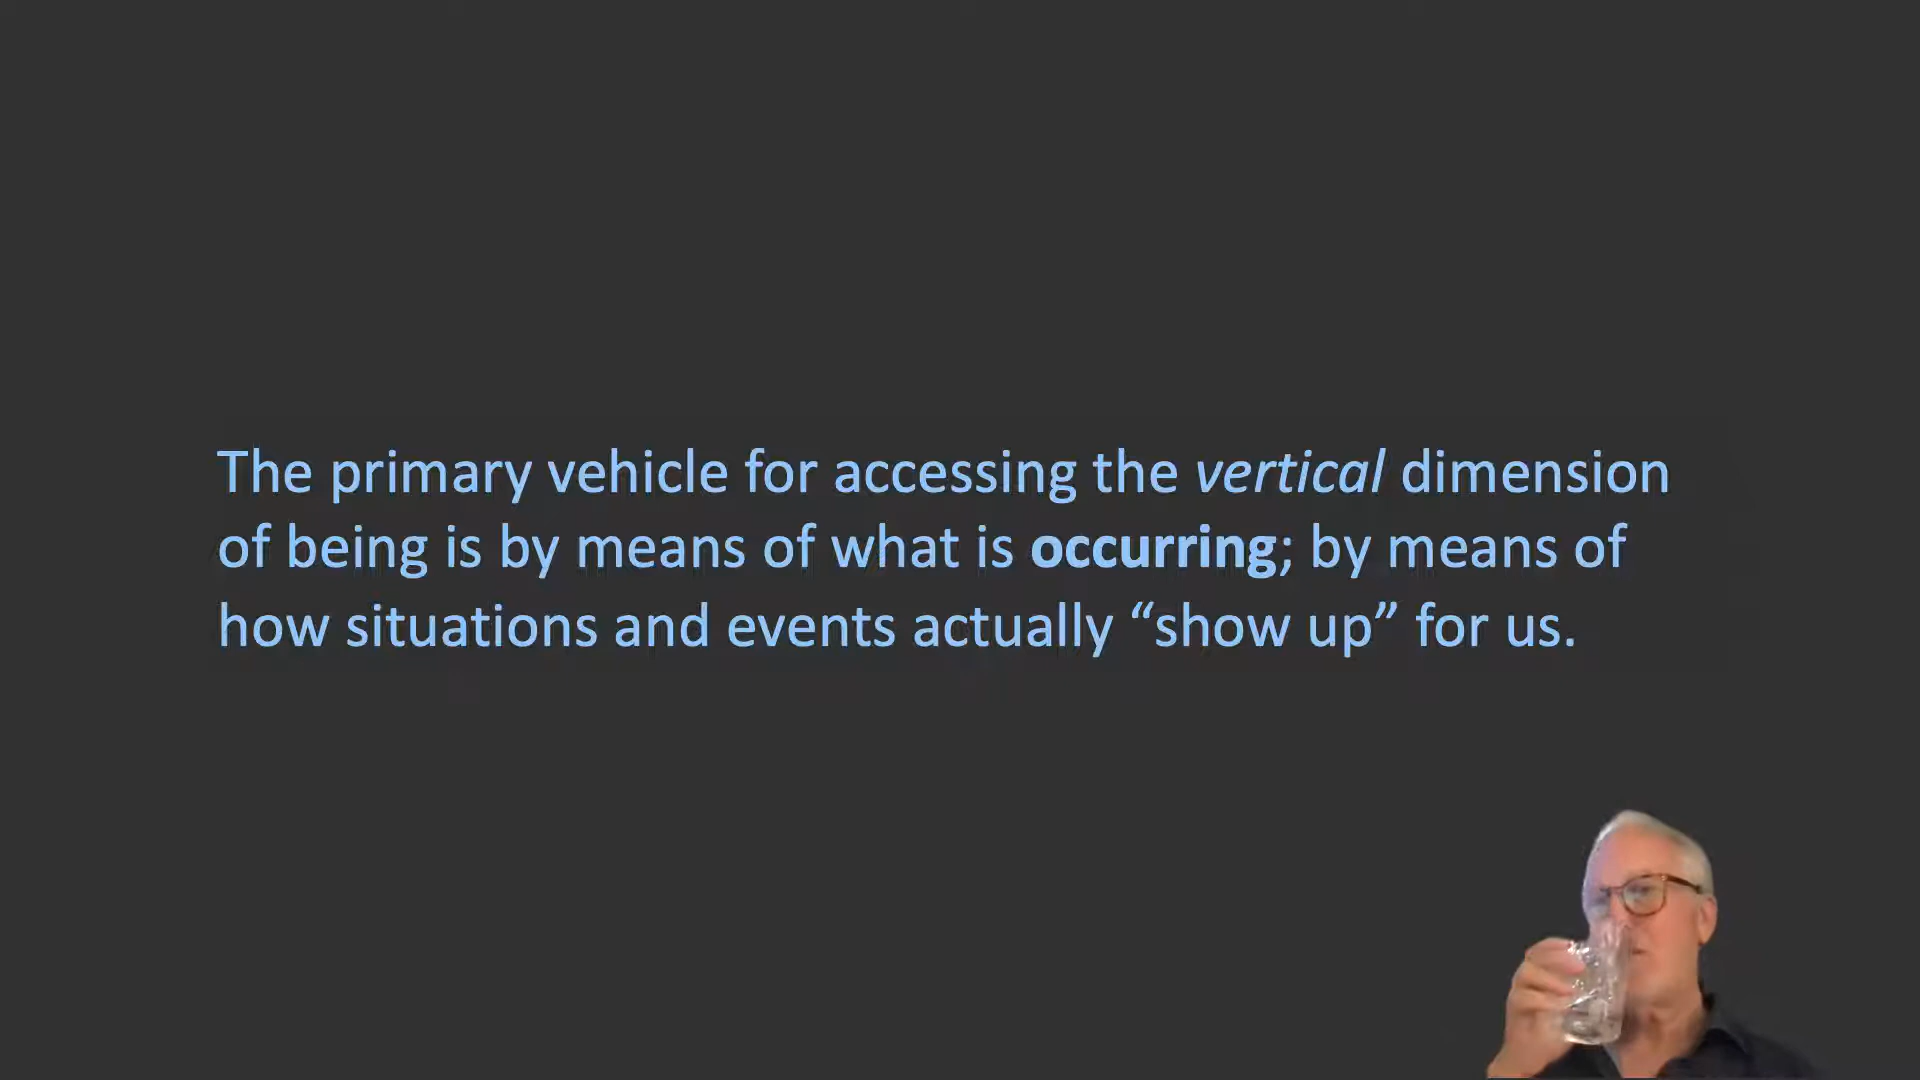 The primary vehicle for accessing the vertical dimension
of being is by means of what is occurring; by means of
how situations and events actually “show up” for us.